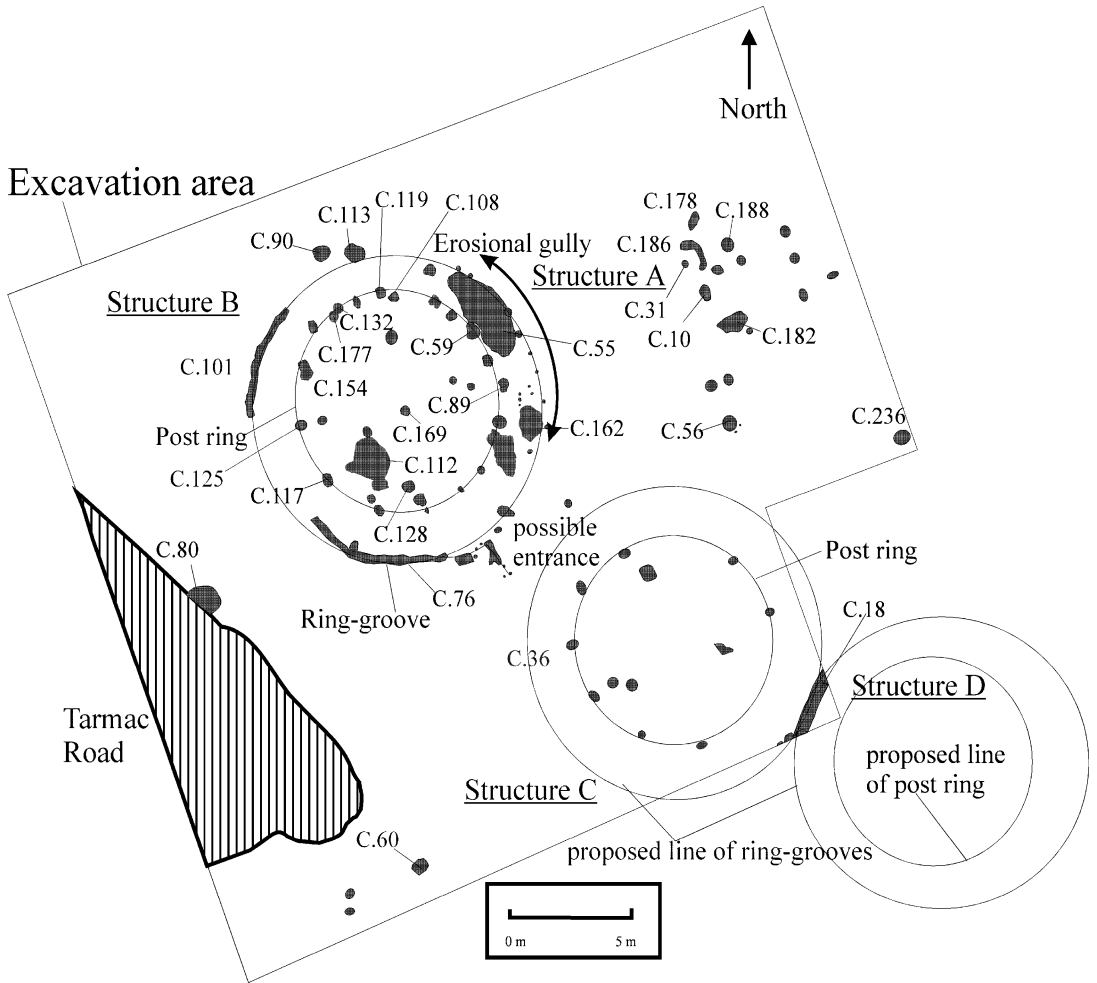 North
Excavation area
C.119
C.108
C.178
C.188
C.113
C.90
Erosional gully
C.186
Structure A
Structure B
C.31
C.132
C.10
C.182
C.59
C.55
C.177
C.101
C.154
C.89
C.236
Post ring
C.169
C.162
C.56
C.125
C.112
C.117
C.128
possible
entrance
C.80
Post ring
C.76
C.18
Ring-groove
C.36
Structure D
Tarmac
Road
proposed line
of post ring
Structure C
C.60
proposed line of ring-grooves
0 m
5 m